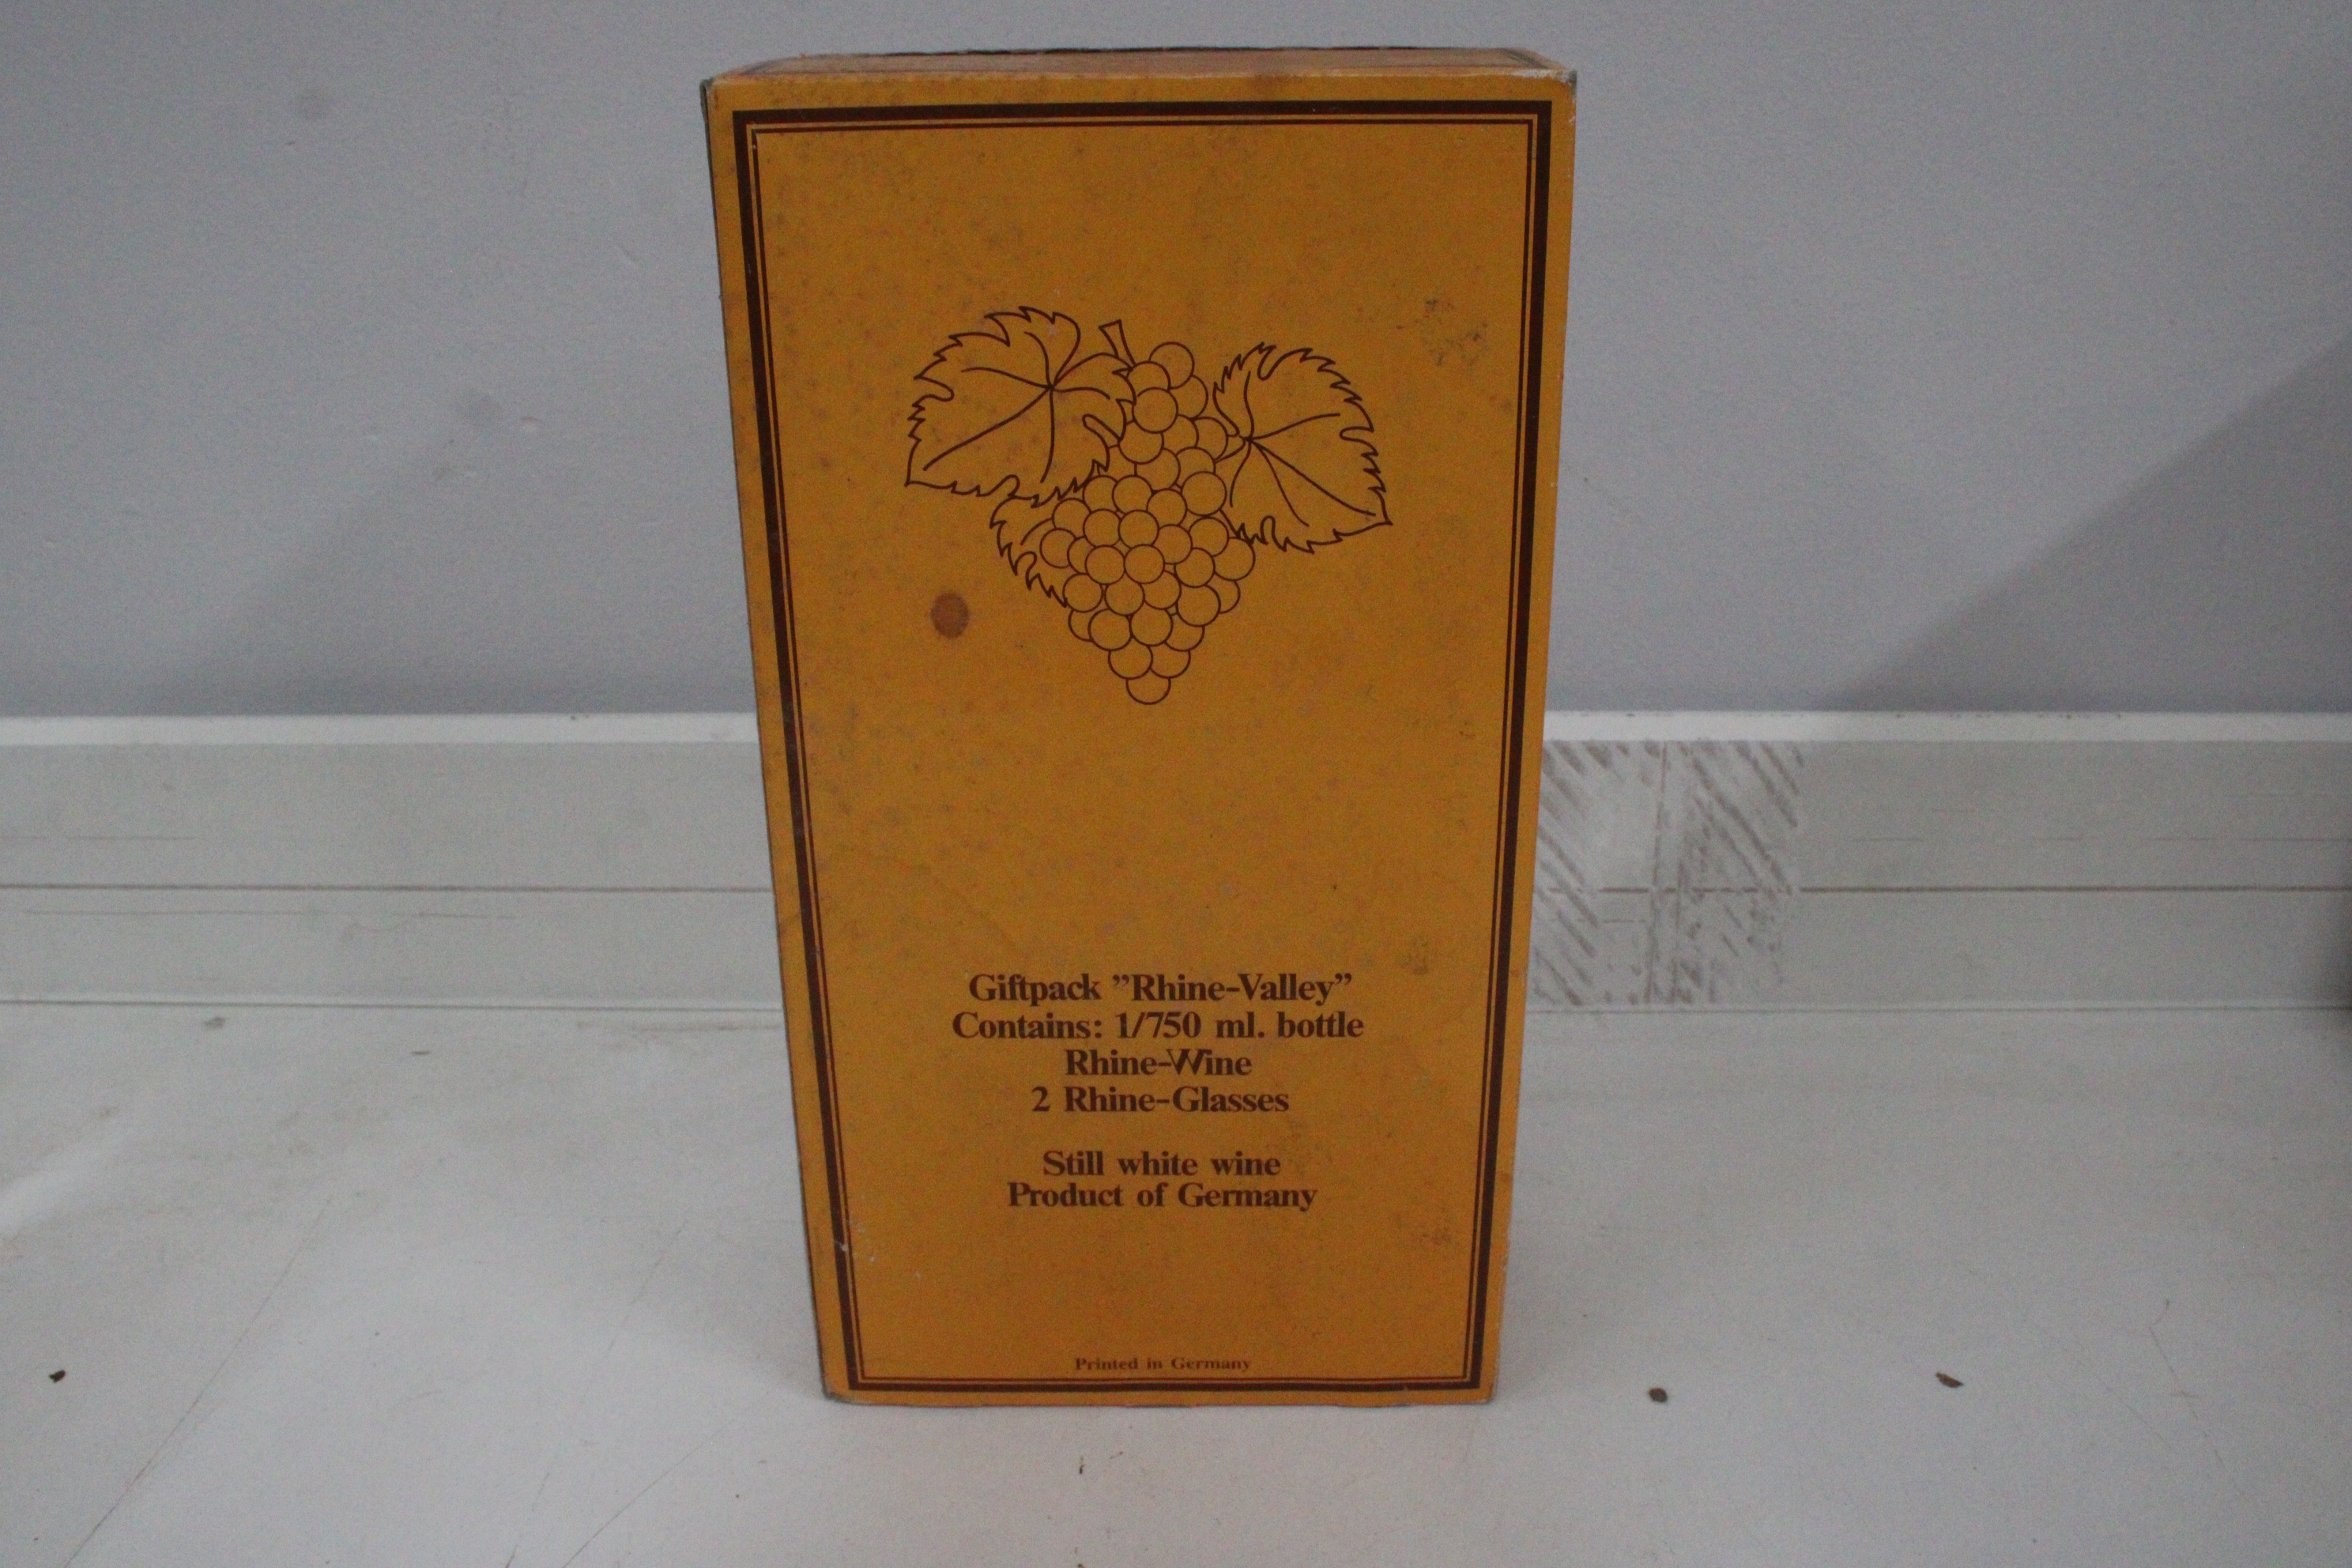 Giftpack ”Rhine-Valley”
Contains: 1/750 ml. bottle
Rhine-Wine
2 Rhine-Glasses
Still white wine
Product of Germany
Printed in Germany